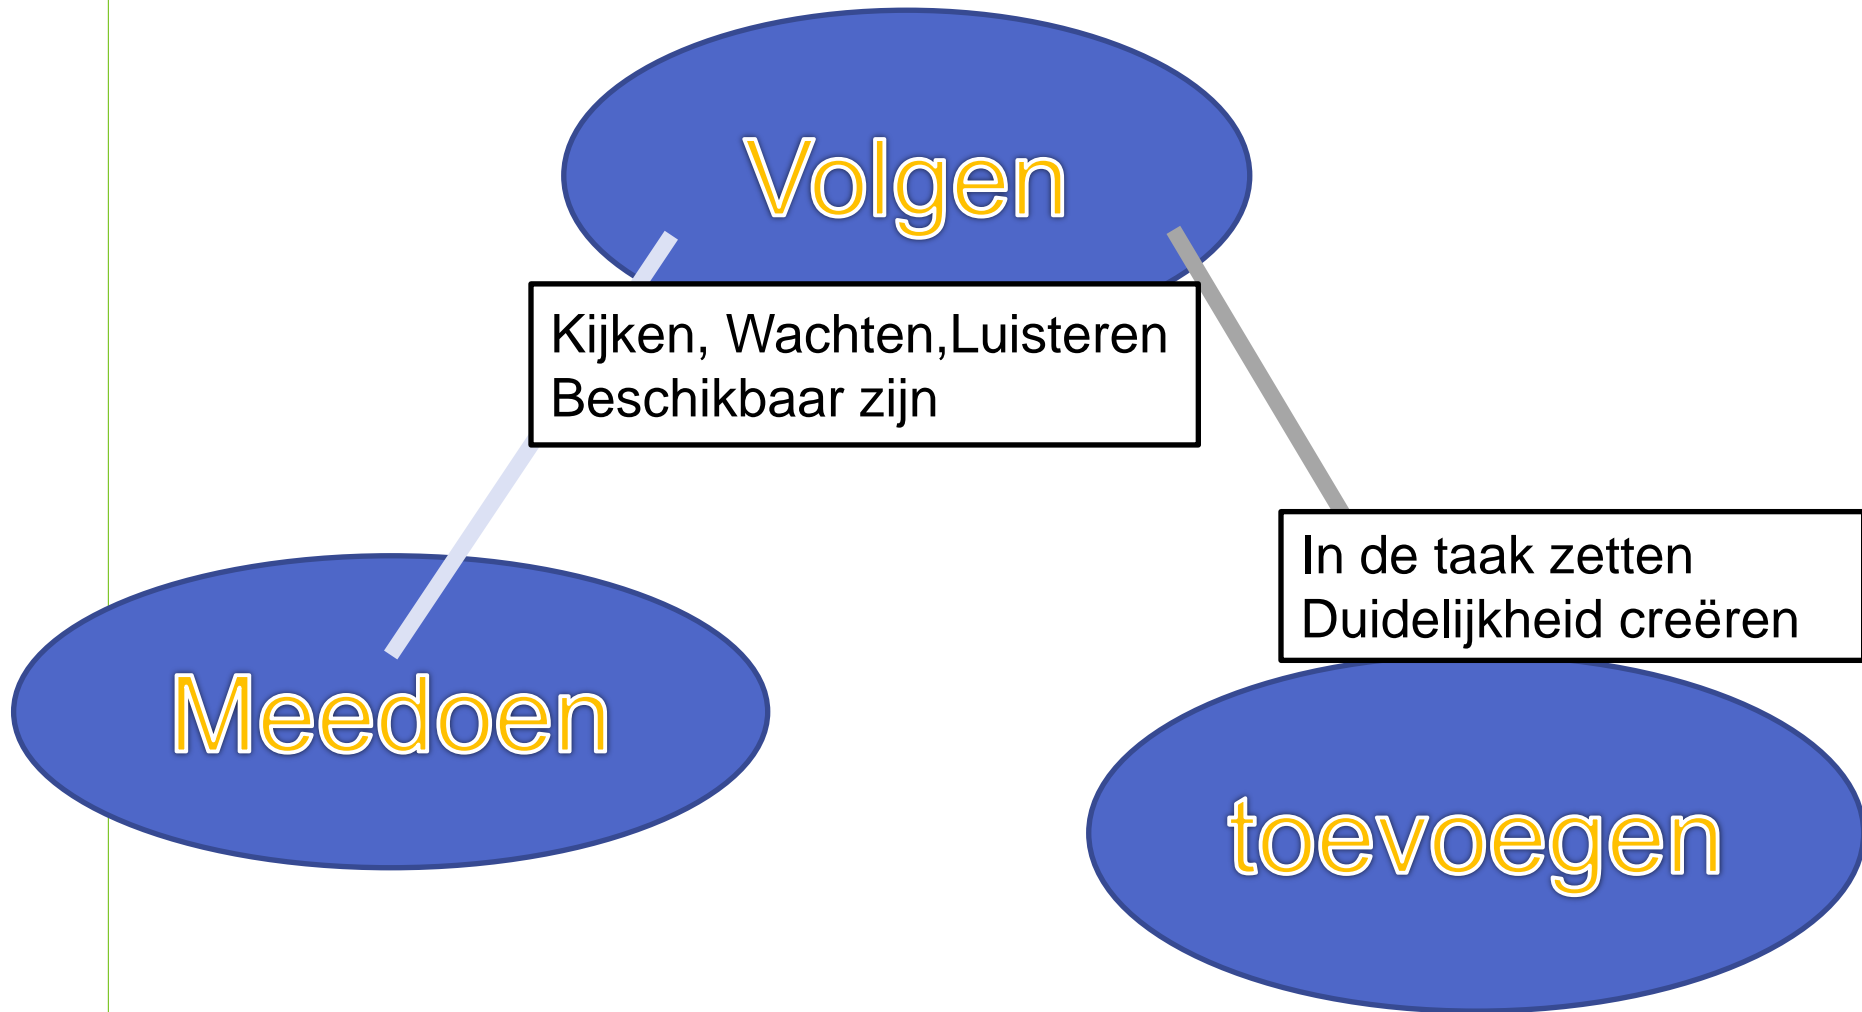 Volgen
Kijken, Wachten,Luisteren
Beschikbaar zijn
In de taak zetten
Duidelijkheid creëren
Meedoen
toevoegen